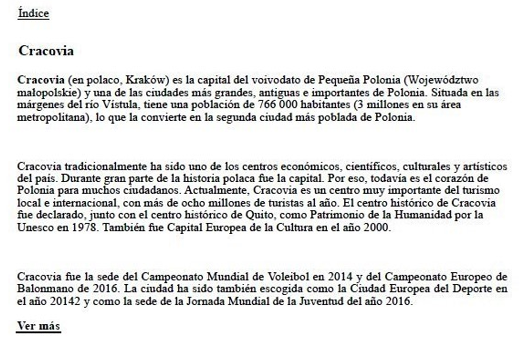 Índice
Cracovia
Cracovia (en polaco, Kraków) es la capital del voivodato de Pequeña Polonia (Województwo
małopolskie) y una de las ciudades más grandes, antiguas e importantes de Polonia. Situada en las
márgenes del río Vístula, tiene una población de 766 000 habitantes (3 millones en su área
metropolitana), lo que la convierte en la segunda ciudad más poblada de Polonia.
Cracovia tradicionalmente ha sido uno de los centros económicos, científicos, culturales y artísticos
del país. Durante gran parte de la historia polaca fue la capital. Por eso, todavía es el corazón de
Polonia para muchos ciudadanos. Actualmente, Cracovia es un centro muy importante del turismo
local e internacional, con más de ocho millones de turistas al año. El centro histórico de Cracovia
fue declarado, junto con el centro histórico de Quito, como Patrimonio de la Humanidad por la
Unesco en 1978. También fue Capital Europea de la Cultura en el año 2000.
Cracovia fue la sede del Campeonato Mundial de Voleibol en 2014 y del Campeonato Europeo de
Balonmano de 2016. La ciudad ha sido también escogida como la Ciudad Europea del Deporte en
el año 20142 y como la sede de la Jornada Mundial de la Juventud del año 2016.
Ver más